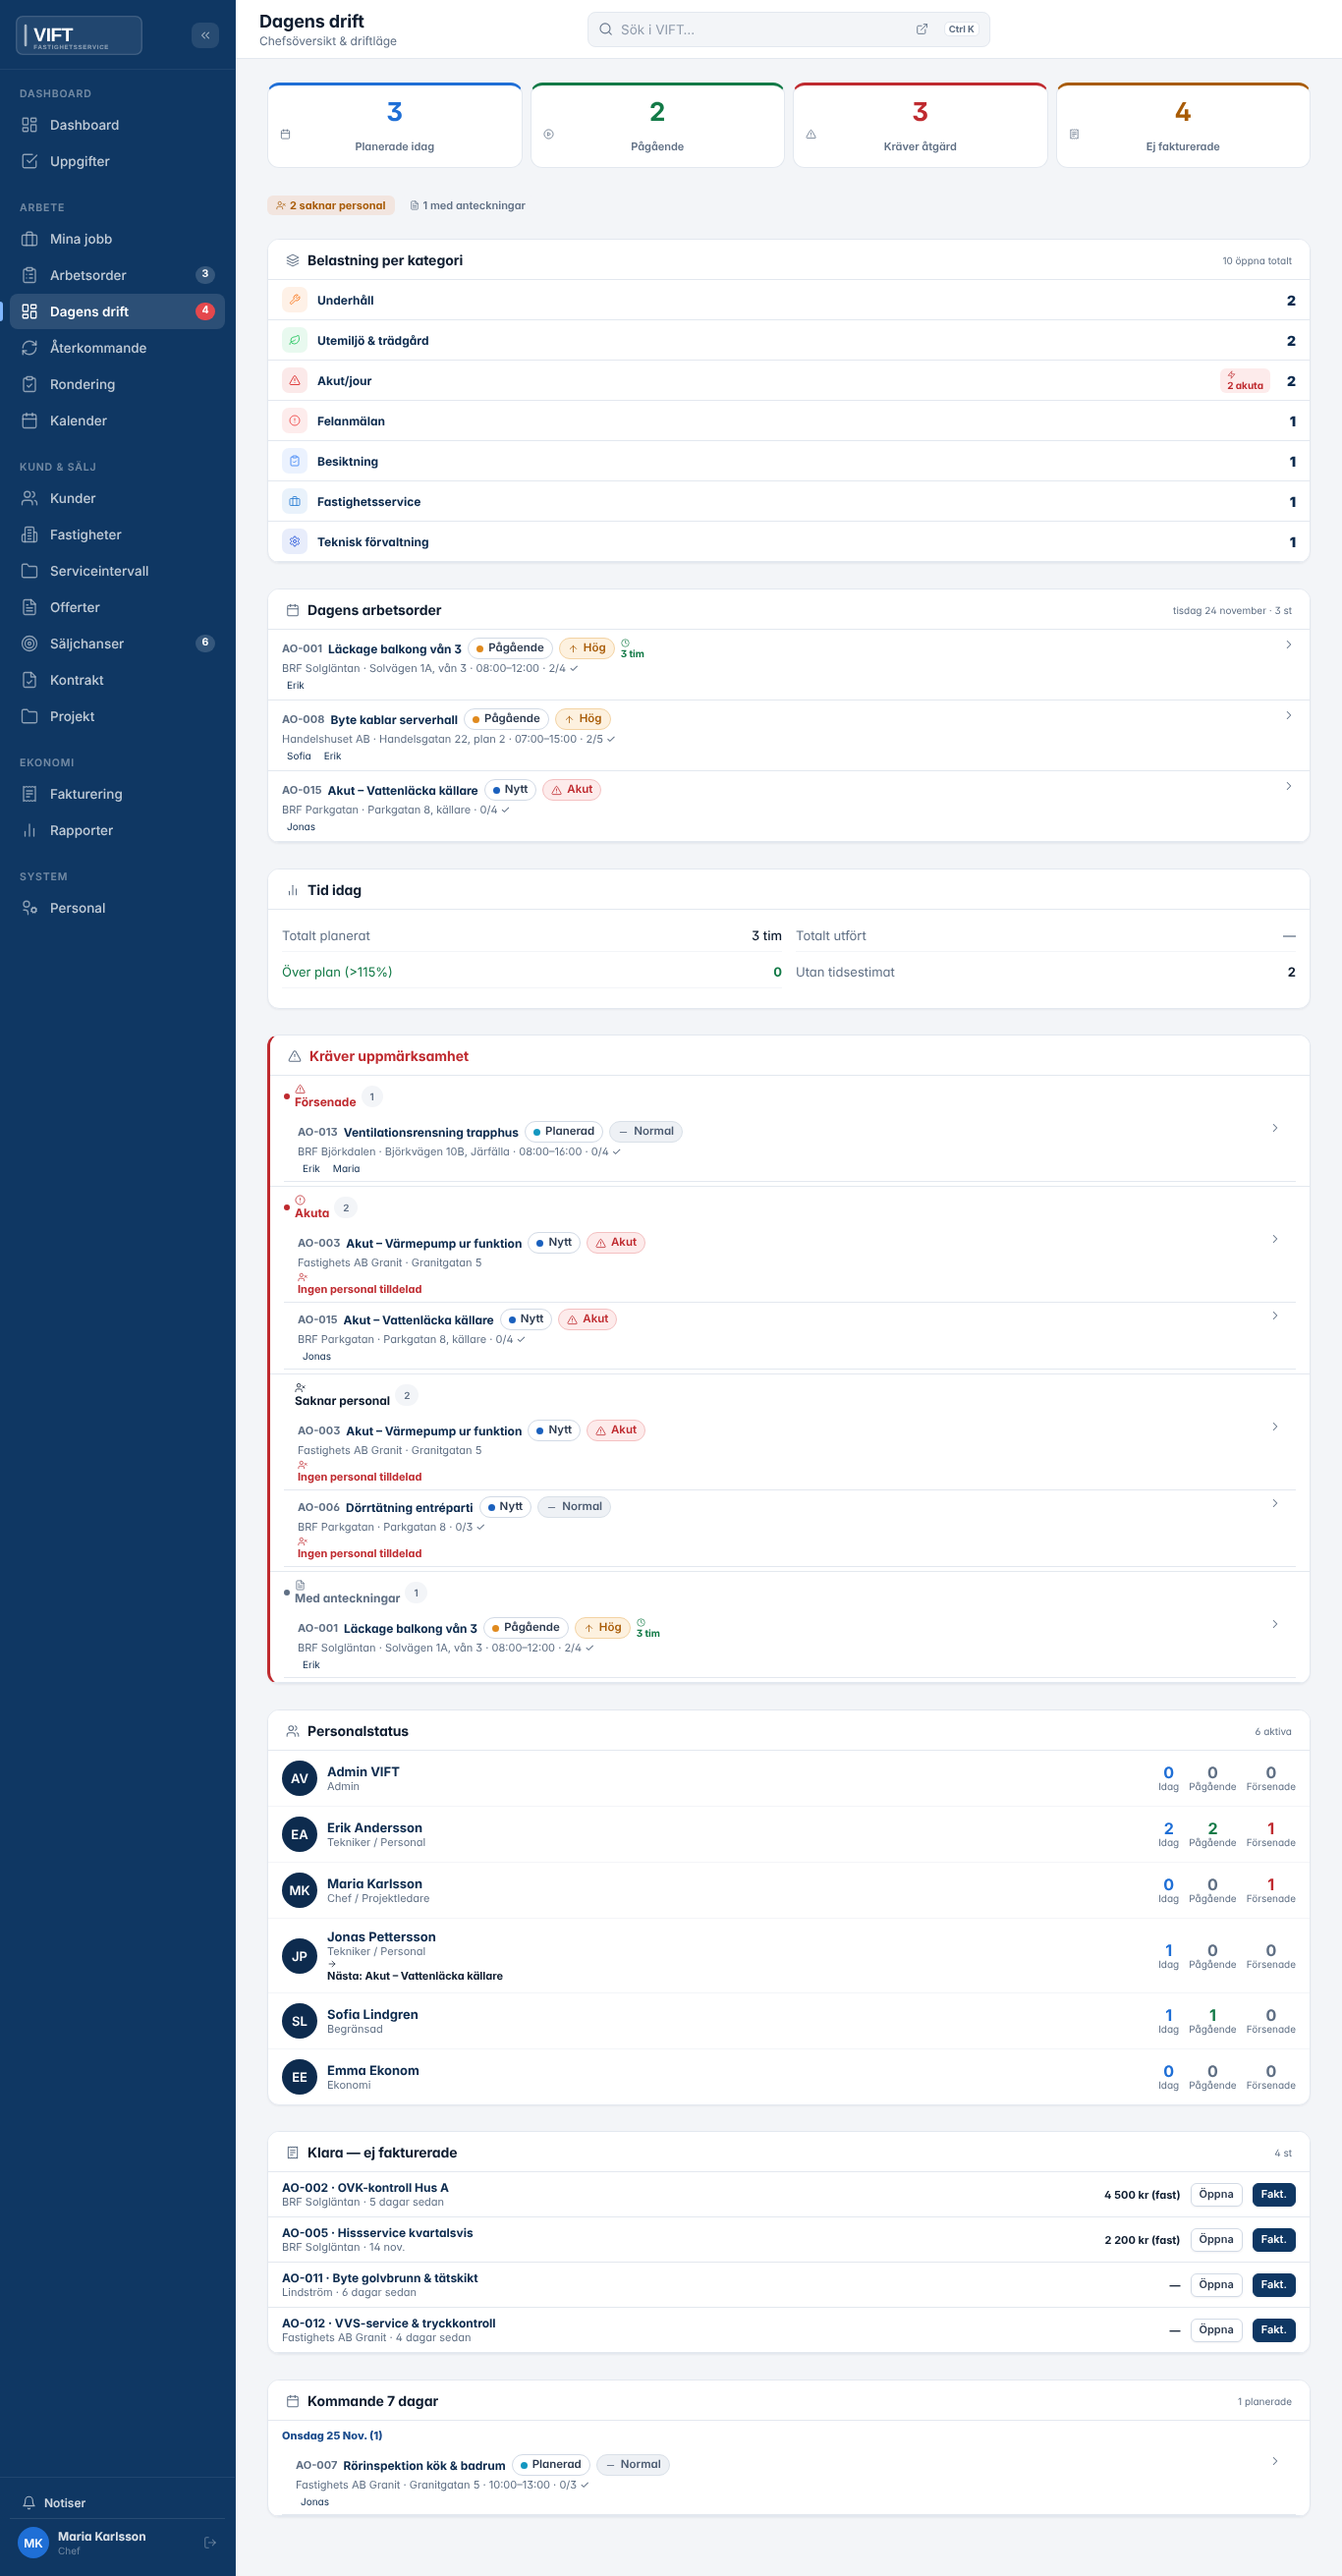 VIFT
FASTIGHETSSERVICE
DASHBOARD
Dashboard
Uppgifter
ARBETE
Mina jobb
Arbetsorder 3
Dagens drift 4
Återkommande
Rondering
Kalender
KUND & SÄLJ
Kunder
Fastigheter
Serviceintervall
Offerter
Säljchanser 6
Kontrakt
Projekt
EKONOMI
Fakturering
Rapporter
SYSTEM
Personal
Notiser
MK Maria Karlsson
Chef
Dagens drift
Chefsöversikt & driftläge
Sök i VIFT... Ctrl K
3
Planerade idag
2
Pågående
3
Kräver åtgärd
4
Ej fakturerade
2 saknar personal 1 med anteckningar
Belastning per kategori 10 öppna totalt
Underhåll 2
Utemiljö & trädgård 2
Akut/jour 2 akuta 2
Felanmälan 1
Besiktning 1
Fastighetsservice 1
Teknisk förvaltning 1
Dagens arbetsorder tisdag 24 november · 3 st
AO-001 Läckage balkong vån 3 Pågående Hög 3 tim
BRF Solgläntan · Solvägen 1A, vån 3 · 08:00–12:00 · 2/4 ✓
Erik
AO-008 Byte kablar serverhall Pågående Hög
Handelshuset AB · Handelsgatan 22, plan 2 · 07:00–15:00 · 2/5 ✓
Sofia Erik
AO-015 Akut – Vattenläcka källare Nytt Akut
BRF Parkgatan · Parkgatan 8, källare · 0/4 ✓
Jonas
Tid idag
Totalt planerat 3 tim Totalt utfört —
Över plan (>115%) 0 Utan tidsestimat 2
Kräver uppmärksamhet
Försenade 1
AO-013 Ventilationsrensning trapphus Planerad — Normal
BRF Björkdalen · Björkvägen 10B, Järfälla · 08:00–16:00 · 0/4 ✓
Erik Maria
Akuta 2
AO-003 Akut – Värmepump ur funktion Nytt Akut
Fastighets AB Granit · Granitgatan 5
Ingen personal tilldelad
AO-015 Akut – Vattenläcka källare Nytt Akut
BRF Parkgatan · Parkgatan 8, källare · 0/4 ✓
Jonas
Saknar personal 2
AO-003 Akut – Värmepump ur funktion Nytt Akut
Fastighets AB Granit · Granitgatan 5
Ingen personal tilldelad
AO-006 Dörrtätning entréparti Nytt — Normal
BRF Parkgatan · Parkgatan 8 · 0/3 ✓
Ingen personal tilldelad
Med anteckningar 1
AO-001 Läckage balkong vån 3 Pågående Hög 3 tim
BRF Solgläntan · Solvägen 1A, vån 3 · 08:00–12:00 · 2/4 ✓
Erik
Personalstatus 6 aktiva
AV Admin VIFT 0 0 0
Admin Idag Pågående Försenade
EA Erik Andersson 2 2 1
Tekniker / Personal Idag Pågående Försenade
MK Maria Karlsson 0 0 1
Chef / Projektledare Idag Pågående Försenade
JP Jonas Pettersson 1 0 0
Tekniker / Personal Idag Pågående Försenade
→
Nästa: Akut – Vattenläcka källare
SL Sofia Lindgren 1 1 0
Begränsad Idag Pågående Försenade
EE Emma Ekonom 0 0 0
Ekonomi Idag Pågående Försenade
Klara — ej fakturerade 4 st
AO-002 · OVK-kontroll Hus A 4 500 kr (fast) Öppna Fakt.
BRF Solgläntan · 5 dagar sedan
AO-005 · Hissservice kvartalsvis 2 200 kr (fast) Öppna Fakt.
BRF Solgläntan · 14 nov.
AO-011 · Byte golvbrunn & tätskikt — Öppna Fakt.
Lindström · 6 dagar sedan
AO-012 · VVS-service & tryckkontroll — Öppna Fakt.
Fastighets AB Granit · 4 dagar sedan
Kommande 7 dagar 1 planerade
Onsdag 25 Nov. (1)
AO-007 Rörinspektion kök & badrum Planerad — Normal
Fastighets AB Granit · Granitgatan 5 · 10:00–13:00 · 0/3 ✓
Jonas